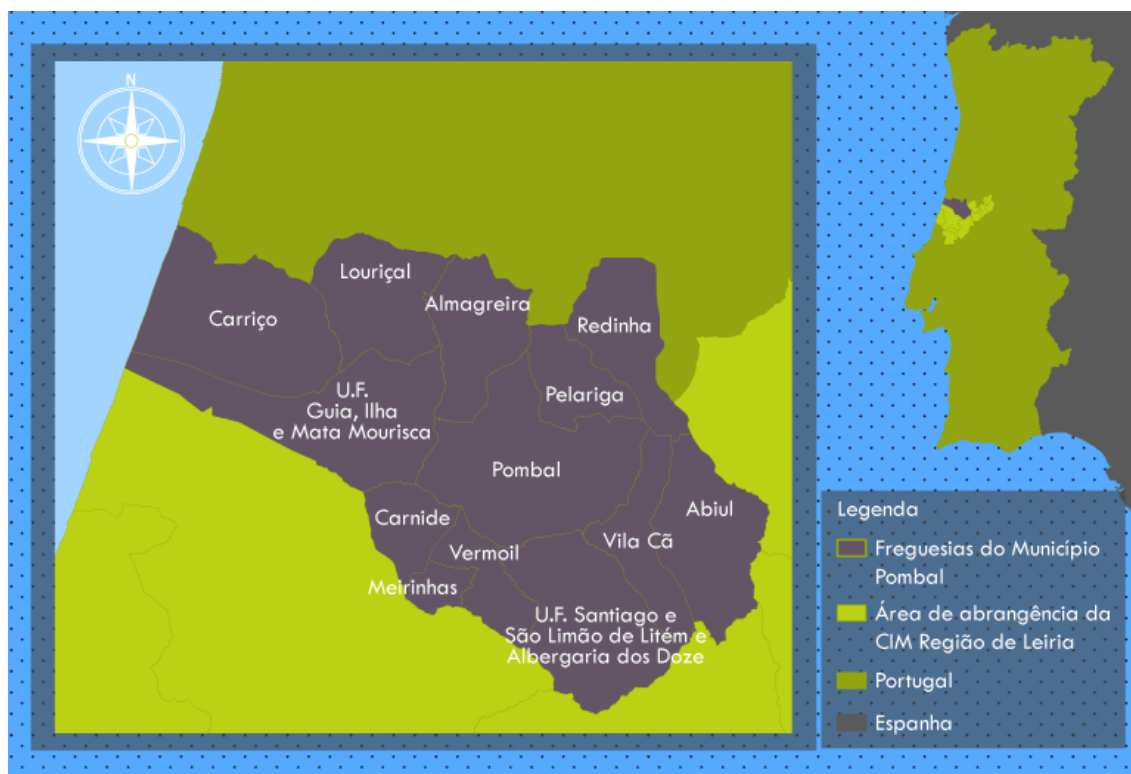 N
Louriçal
Almagreira
Carriço
Redinha
Pelariga
U.F.
Guia, Ilha
e Mata Mourisca
Pombal
Abiul
Carnide
Vila Cã
Vermoil
Meirinhas
U.F. Santiago e
São Limão de Litém e
Albergaria dos Doze
Legenda
Freguesias do Município
Pombal
Área de abrangência da
CIM Região de Leiria
Portugal
Espanha